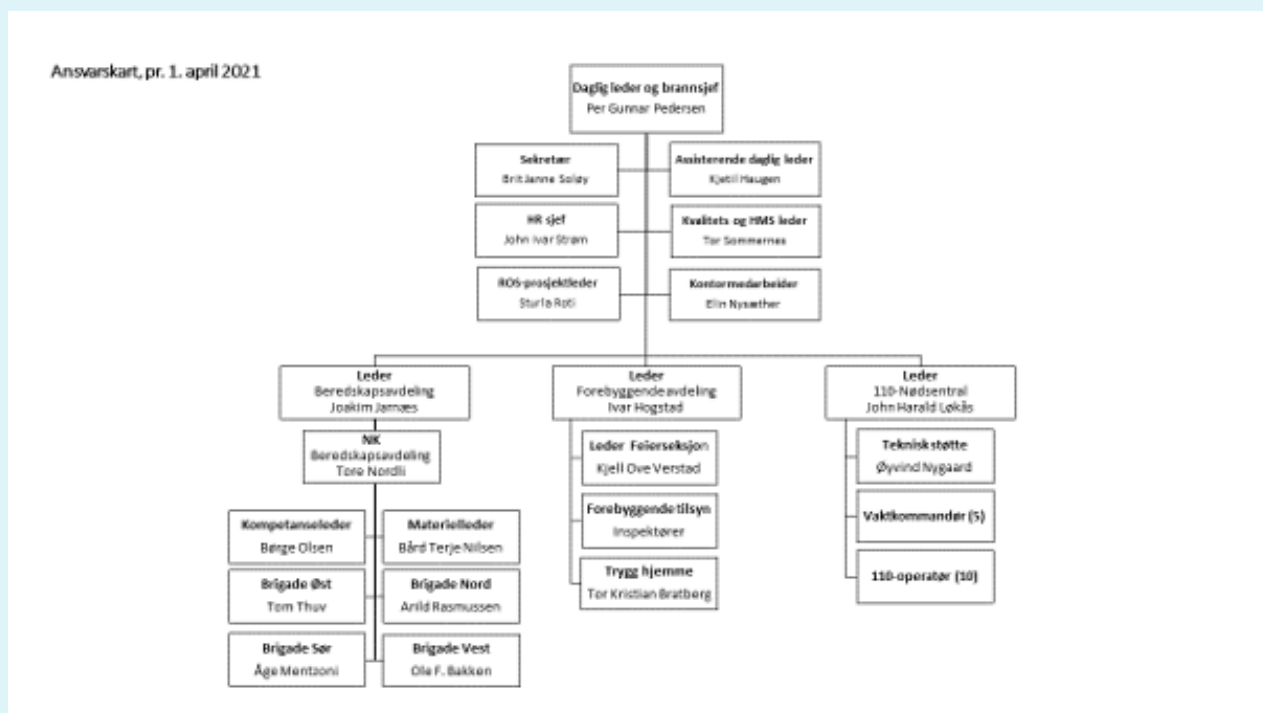 Ansvarskart, pr. 1. april 2021
Daglig leder og brannsjef
Per Gunnar Pedersen
Sekretær
Brit Janne Soløy
Assisterende daglig leder
Kjetil Haugen
HR sjef
John Ivar Strøm
Kvalitets og HMS leder
Tor Sommernes
ROS-prosjektleder
Sturla Roti
Kontormedarbeider
Elin Nysæther
Leder
Beredskapsavdeling
Joakim Jarnæs
Leder
Forebyggende avdeling
Ivar Hogstad
Leder
110-Nødsentral
John Harald Løkås
NK
Beredskapsavdeling
Tore Nordli
Leder Feierseksjon
Kjell Ove Verstad
Teknisk støtte
Øyvind Nygaard
Kompetanseleder
Børge Olsen
Materielleder
Bård Terje Nilsen
Forebyggende tilsyn
Inspektører
Vaktkommandør (5)
Brigade Øst
Tom Thuv
Brigade Nord
Arild Rasmussen
Trygg hjemme
Tor Kristian Bratberg
110-operatør (10)
Brigade Sør
Åge Mentzoni
Brigade Vest
Ole F. Bakken